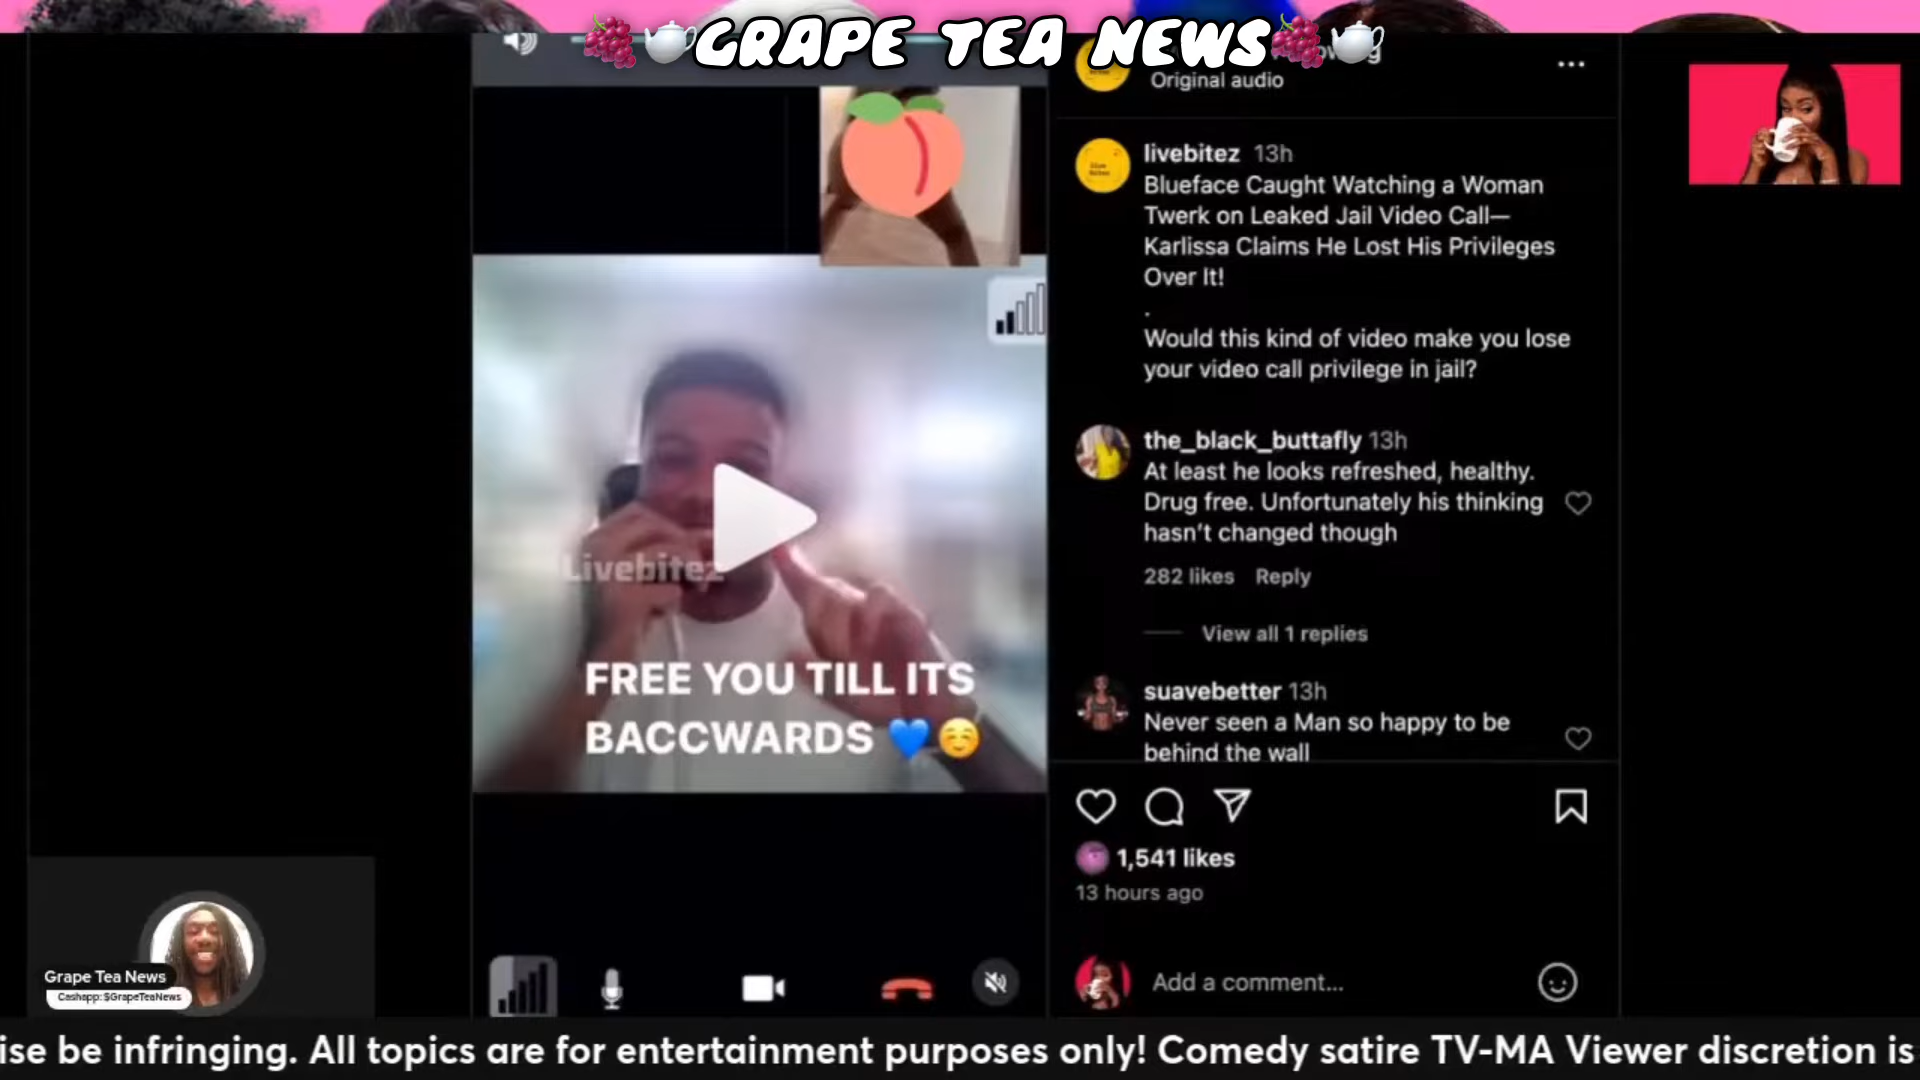 GRAPE TEA NEWS
Original audio
livebitez 13h
Blueface Caught Watching a Woman
Twerk on Leaked Jail Video Call—
Karlissa Claims He Lost His Privileges
Over It!
.
Would this kind of video make you lose
your video call privilege in jail?
the_black_buttafly 13h
At least he looks refreshed, healthy.
Drug free. Unfortunately his thinking
hasn't changed though
282 likes Reply
View all 1 replies
suavebetter 13h
Never seen a Man so happy to be
behind the wall
Livebitez
FREE YOU TILL ITS
BACCWARDS 💙☺️
1,541 likes
13 hours ago
Add a comment...
Grape Tea News
Cashapp: $GrapeTeaNews
ise be infringing. All topics are for entertainment purposes only! Comedy satire TV-MA Viewer discretion is